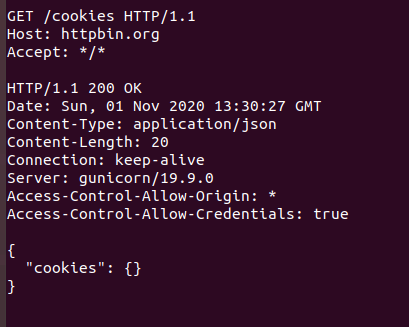 GET /cookies HTTP/1.1
Host: httpbin.org
Accept: */*

HTTP/1.1 200 OK
Date: Sun, 01 Nov 2020 13:30:27 GMT
Content-Type: application/json
Content-Length: 20
Connection: keep-alive
Server: gunicorn/19.9.0
Access-Control-Allow-Origin: *
Access-Control-Allow-Credentials: true

{
  "cookies": {}
}